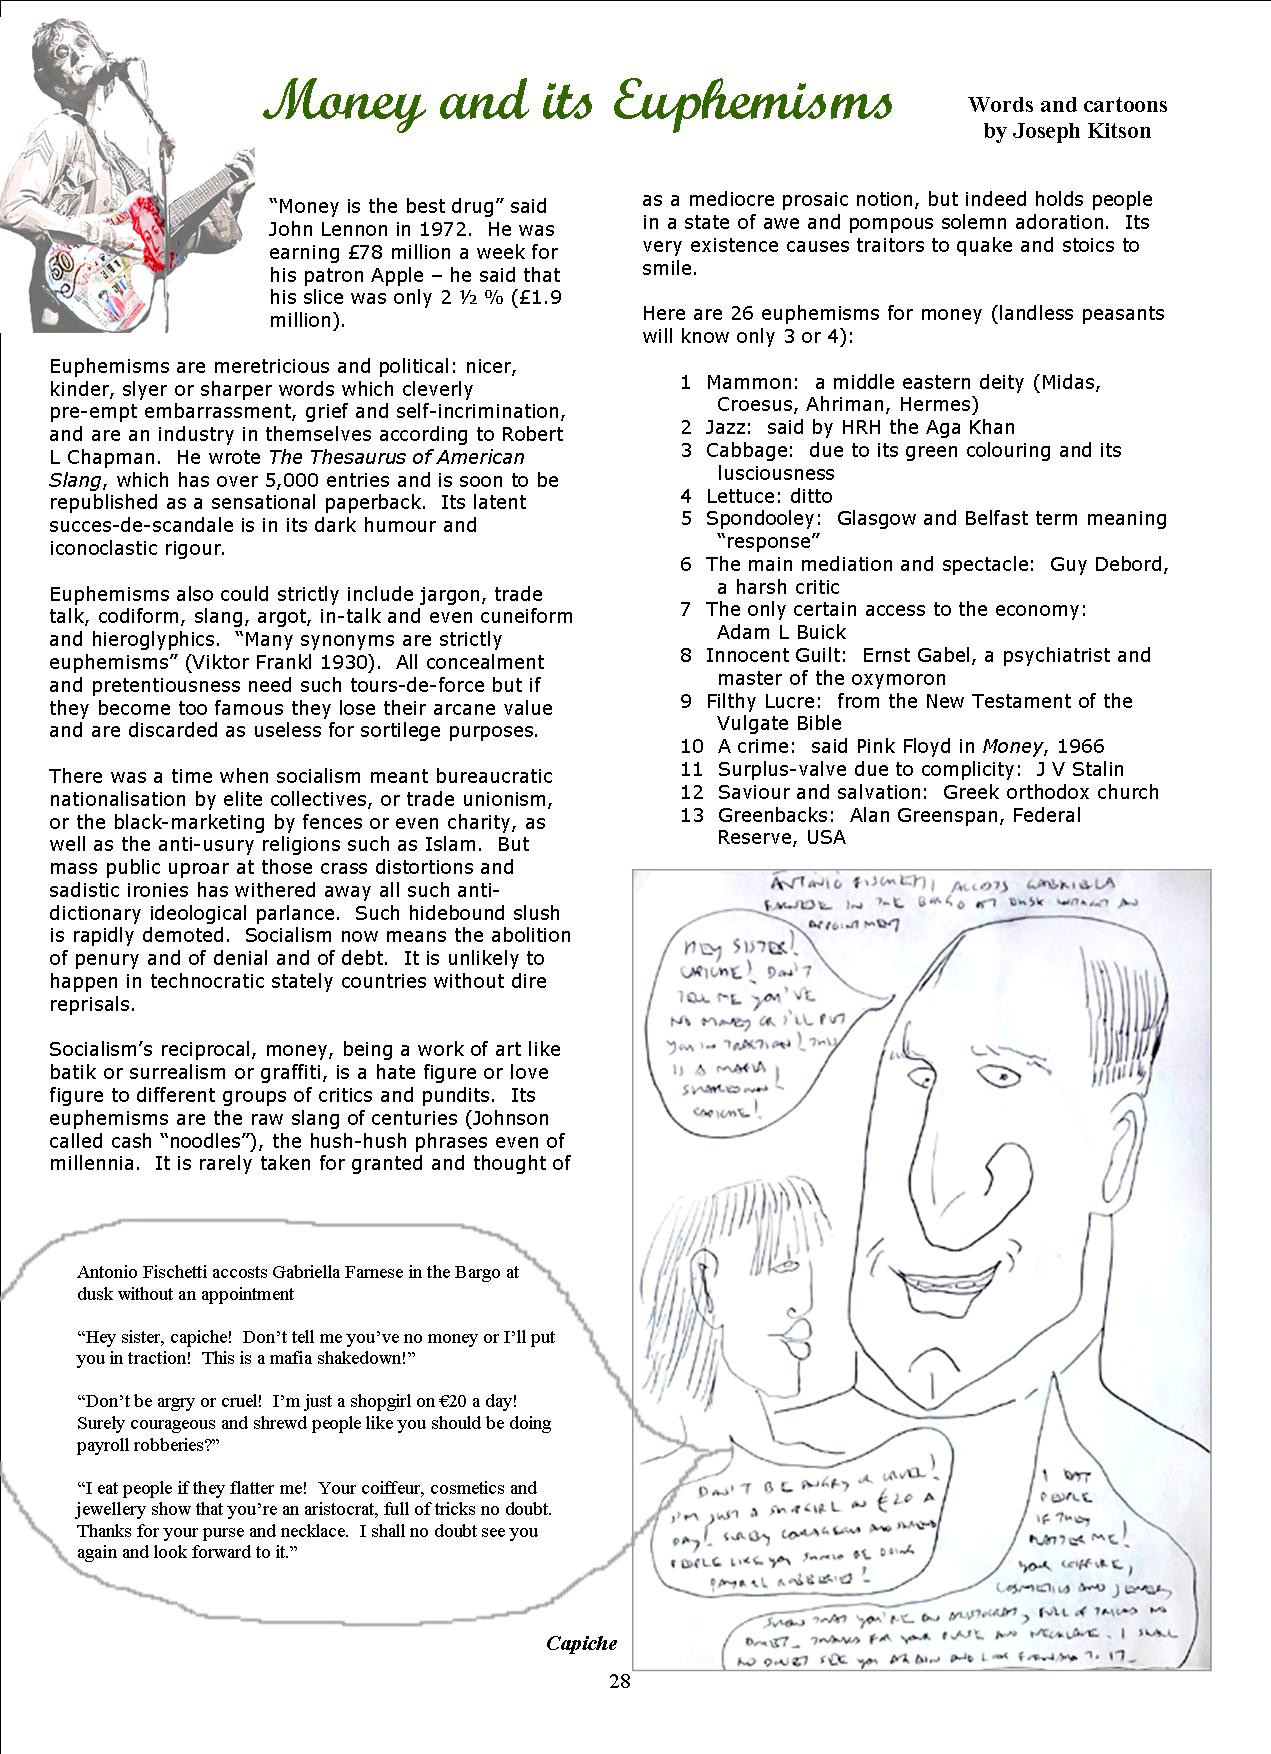 Money and its Euphemisms
Words and cartoons
by Joseph Kitson
“Money is the best drug” said
John Lennon in 1972.  He was
earning £78 million a week for
his patron Apple – he said that
his slice was only 2 ½ % (£1.9
million).
Euphemisms are meretricious and political: nicer,
kinder, slyer or sharper words which cleverly
pre-empt embarrassment, grief and self-incrimination,
and are an industry in themselves according to Robert
L Chapman.  He wrote The Thesaurus of American
Slang, which has over 5,000 entries and is soon to be
republished as a sensational paperback.  Its latent
succes-de-scandale is in its dark humour and
iconoclastic rigour.
Euphemisms also could strictly include jargon, trade
talk, codiform, slang, argot, in-talk and even cuneiform
and hieroglyphics.  “Many synonyms are strictly
euphemisms” (Viktor Frankl 1930).  All concealment
and pretentiousness need such tours-de-force but if
they become too famous they lose their arcane value
and are discarded as useless for sortilege purposes.
There was a time when socialism meant bureaucratic
nationalisation by elite collectives, or trade unionism,
or the black-marketing by fences or even charity, as
well as the anti-usury religions such as Islam.  But
mass public uproar at those crass distortions and
sadistic ironies has withered away all such anti-
dictionary ideological parlance.  Such hidebound slush
is rapidly demoted.  Socialism now means the abolition
of penury and of denial and of debt.  It is unlikely to
happen in technocratic stately countries without dire
reprisals.
Socialism’s reciprocal, money, being a work of art like
batik or surrealism or graffiti, is a hate figure or love
figure to different groups of critics and pundits.  Its
euphemisms are the raw slang of centuries (Johnson
called cash “noodles”), the hush-hush phrases even of
millennia.  It is rarely taken for granted and thought of
as a mediocre prosaic notion, but indeed holds people
in a state of awe and pompous solemn adoration.  Its
very existence causes traitors to quake and stoics to
smile.
Here are 26 euphemisms for money (landless peasants
will know only 3 or 4):
1  Mammon:  a middle eastern deity (Midas,
Croesus, Ahriman, Hermes)
2  Jazz:  said by HRH the Aga Khan
3  Cabbage:  due to its green colouring and its
lusciousness
4  Lettuce: ditto
5  Spondooley:  Glasgow and Belfast term meaning
“response”
6  The main mediation and spectacle:  Guy Debord,
a harsh critic
7  The only certain access to the economy:
Adam L Buick
8  Innocent Guilt:  Ernst Gabel, a psychiatrist and
master of the oxymoron
9  Filthy Lucre:  from the New Testament of the
Vulgate Bible
10  A crime:  said Pink Floyd in Money, 1966
11  Surplus-valve due to complicity:  J V Stalin
12  Saviour and salvation:  Greek orthodox church
13  Greenbacks:  Alan Greenspan, Federal
Reserve, USA
ANTONIO FISCHETTI ACCOSTS GABRIELA
FARNESE IN THE BARGO AT DUSK WITHOUT AN
APPOINTMENT
HEY SISTER!
CAPICHE! DON'T
TELL ME YOU'VE
NO MONEY OR I'LL PUT
YOU IN TRACTION! THIS
IS A MAFIA
SHAKEDOWN!
CAPICHE!
DON'T BE ANGRY OR CRUEL!
I'M JUST A SHOPGIRL ON €20 A
DAY! SURELY COURAGEOUS AND SHREWD
PEOPLE LIKE YOU SHOULD BE DOING
PAYROLL ROBBERIES!
I EAT
PEOPLE
IF THEY
FLATTER ME!
YOUR COIFFURE,
COSMETICS AND JEWELRY
SHOW THAT YOU'RE AN ARISTOCRAT, FULL OF TRICKS NO
DOUBT. THANKS FOR YOUR PURSE AND NECKLACE. I SHALL
NO DOUBT SEE YOU AGAIN AND LOOK FORWARD TO IT.
Antonio Fischetti accosts Gabriella Farnese in the Bargo at
dusk without an appointment
“Hey sister, capiche!  Don’t tell me you’ve no money or I’ll put
you in traction!  This is a mafia shakedown!”
“Don’t be argry or cruel!  I’m just a shopgirl on €20 a day!
Surely courageous and shrewd people like you should be doing
payroll robberies?”
“I eat people if they flatter me!  Your coiffeur, cosmetics and
jewellery show that you’re an aristocrat, full of tricks no doubt.
Thanks for your purse and necklace.  I shall no doubt see you
again and look forward to it.”
Capiche
28